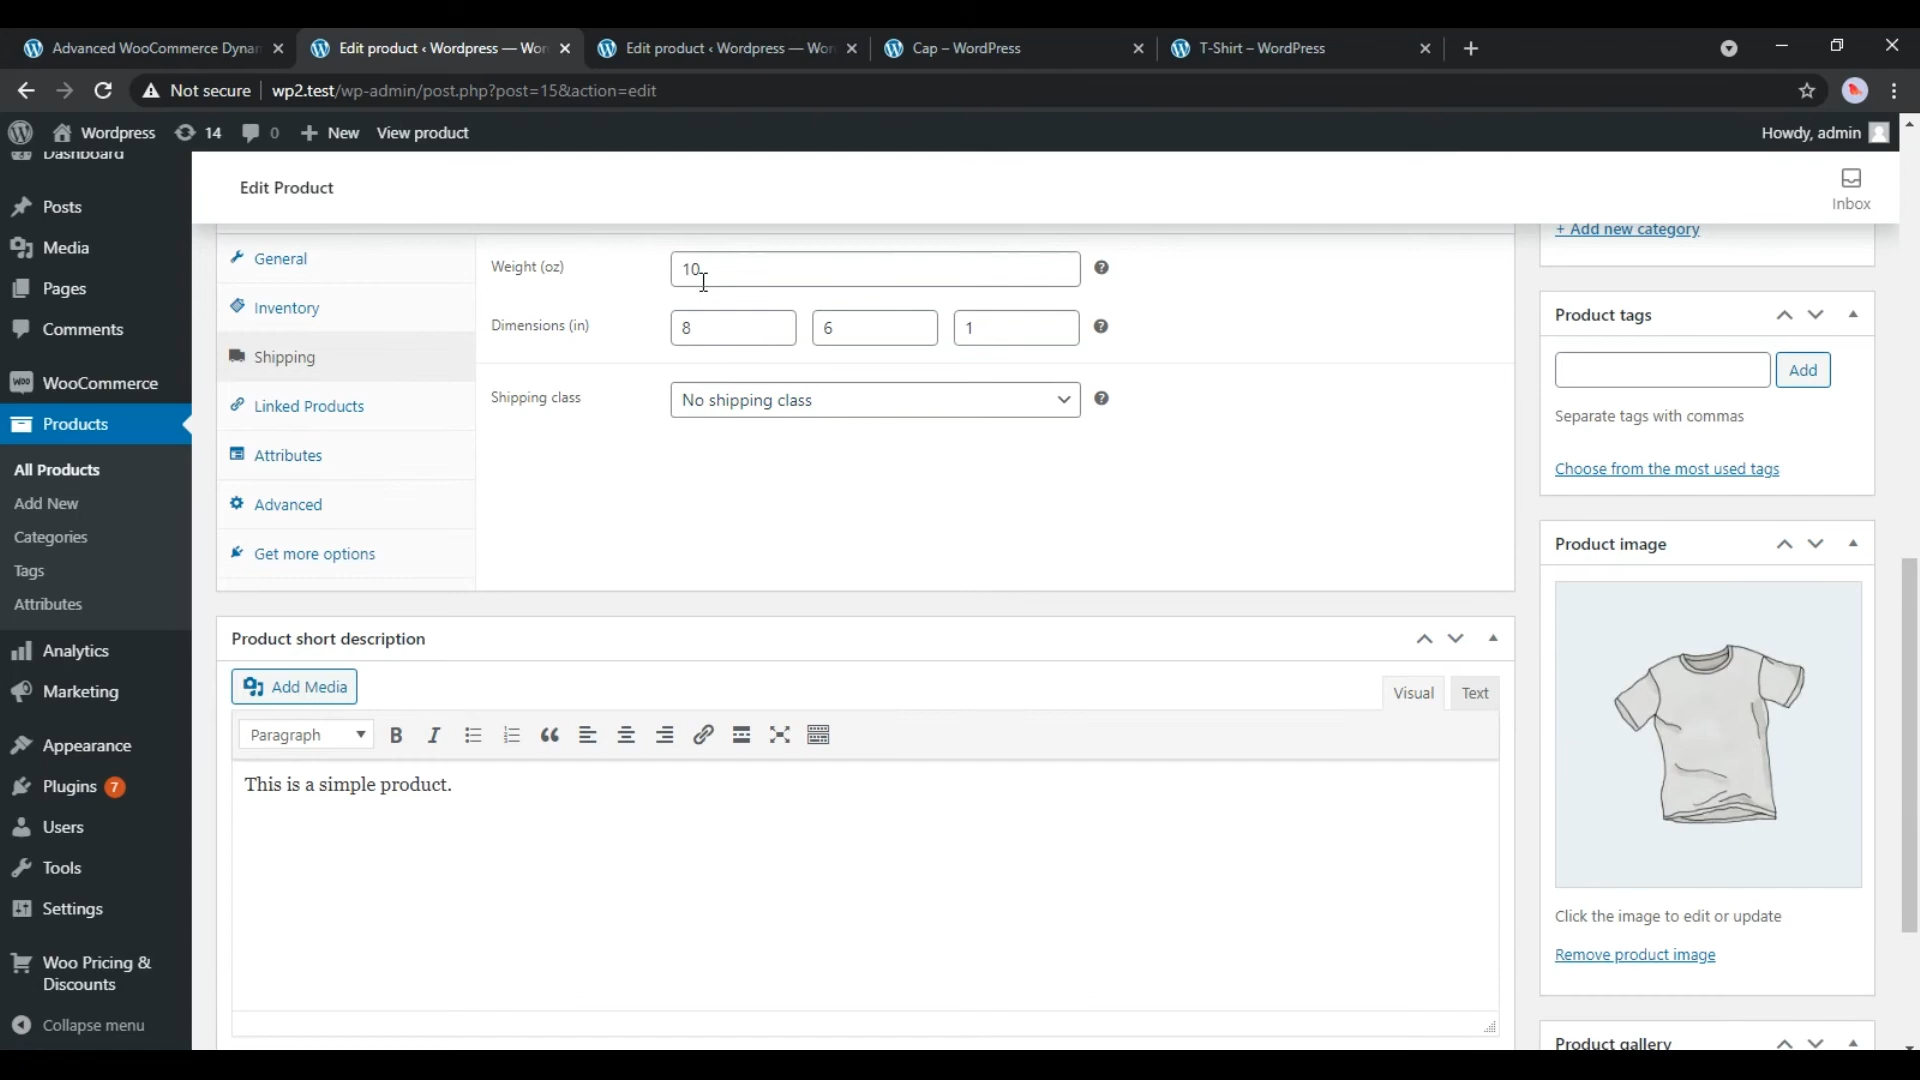 Advanced WooCommerce Dynar
Edit product ‹ Wordpress — Wor
Edit product ‹ Wordpress — Wor
Cap – WordPress
T-Shirt – WordPress
Not secure
wp2.test/wp-admin/post.php?post=15&action=edit
Wordpress
14
0
New
View product
Howdy, admin
Dashboard
Posts
Media
Pages
Comments
WooCommerce
Products
All Products
Add New
Categories
Tags
Attributes
Analytics
Marketing
Appearance
Plugins 7
Users
Tools
Settings
Woo Pricing &
Discounts
Collapse menu
Edit Product
Inbox
General
Inventory
Shipping
Linked Products
Attributes
Advanced
Get more options
Weight (oz)
10
Dimensions (in)
8
6
1
Shipping class
No shipping class
Product short description
Add Media
Visual
Text
Paragraph
This is a simple product.
+ Add new category
Product tags
Add
Separate tags with commas
Choose from the most used tags
Product image
Click the image to edit or update
Remove product image
Product gallery